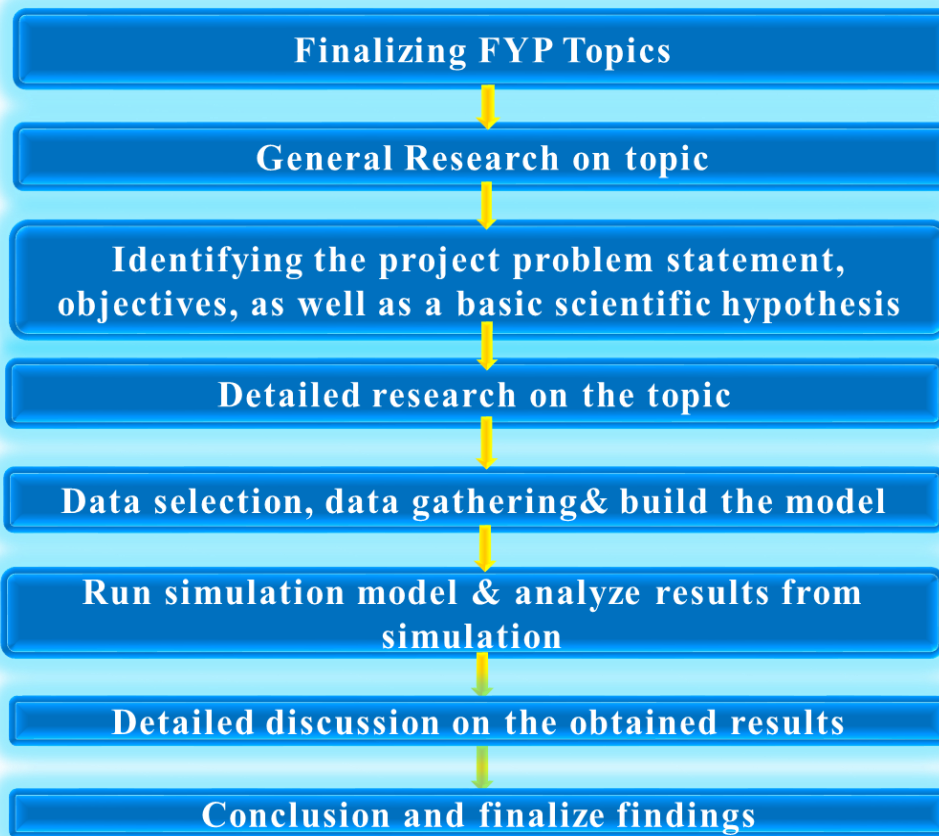 Finalizing FYP Topics
General Research on topic
Identifying the project problem statement,
objectives, as well as a basic scientific hypothesis
Detailed research on the topic
Data selection, data gathering& build the model
Run simulation model & analyze results from
simulation
Detailed discussion on the obtained results
Conclusion and finalize findings